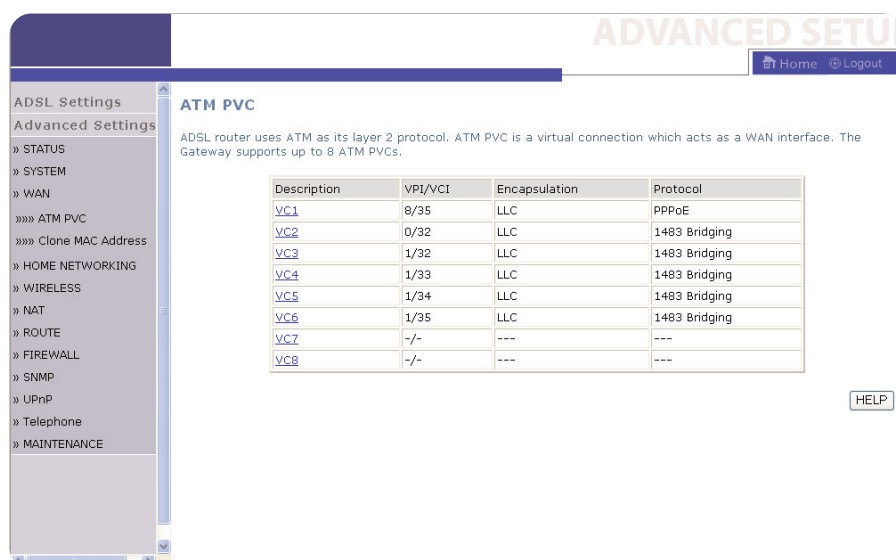 ADVANCED SETU
Home Logout
ADSL Settings
Advanced Settings
» STATUS
» SYSTEM
» WAN
»»» ATM PVC
»»» Clone MAC Address
» HOME NETWORKING
» WIRELESS
» NAT
» ROUTE
» FIREWALL
» SNMP
» UPnP
» Telephone
» MAINTENANCE
ATM PVC
ADSL router uses ATM as its layer 2 protocol. ATM PVC is a virtual connection which acts as a WAN interface. The
Gateway supports up to 8 ATM PVCs.
Description VPI/VCI Encapsulation Protocol
VC1 8/35 LLC PPPoE
VC2 0/32 LLC 1483 Bridging
VC3 1/32 LLC 1483 Bridging
VC4 1/33 LLC 1483 Bridging
VC5 1/34 LLC 1483 Bridging
VC6 1/35 LLC 1483 Bridging
VC7 -/- --- ---
VC8 -/- --- ---
HELP